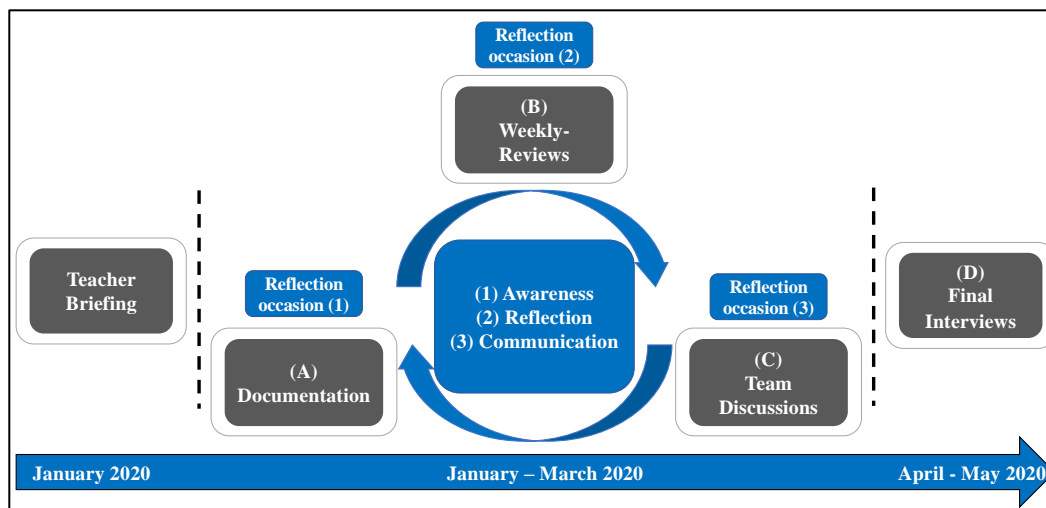 Reflection
occasion (2)
(B)
Weekly-
Reviews
Teacher
Briefing
Reflection
occasion (1)
(A)
Documentation
(1) Awareness
(2) Reflection
(3) Communication
Reflection
occasion (3)
(C)
Team
Discussions
(D)
Final
Interviews
January 2020
January – March 2020
April - May 2020